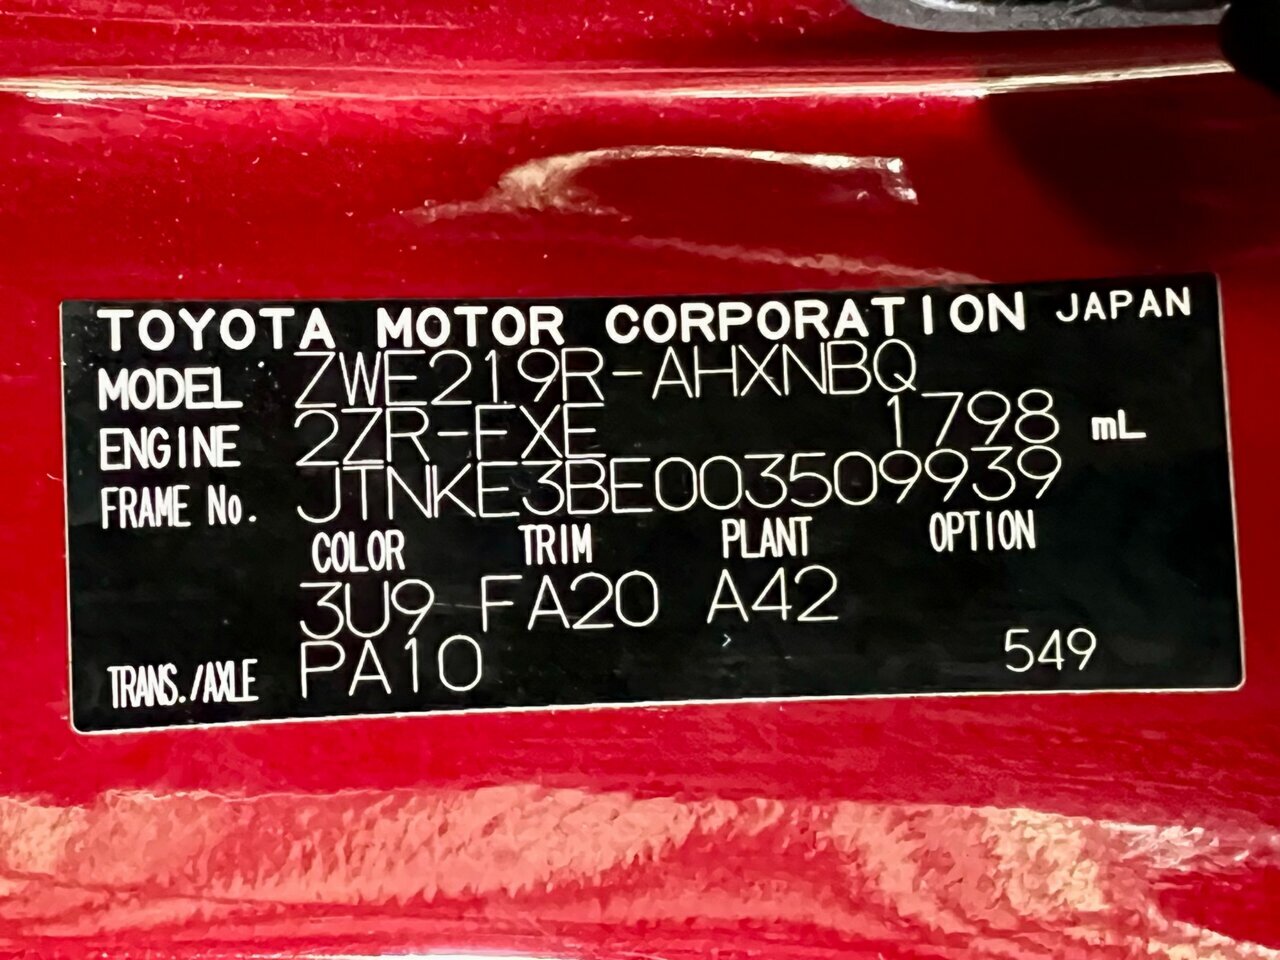 TOYOTA MOTOR CORPORATION JAPAN
MODEL ZWE219R-AHXNBQ
ENGINE 2ZR-FXE 1798 mL
FRAME No. JTNKE3BE003509939
COLOR TRIM PLANT OPTION
3U9 FA20 A42
TRANS./AXLE PA10 549